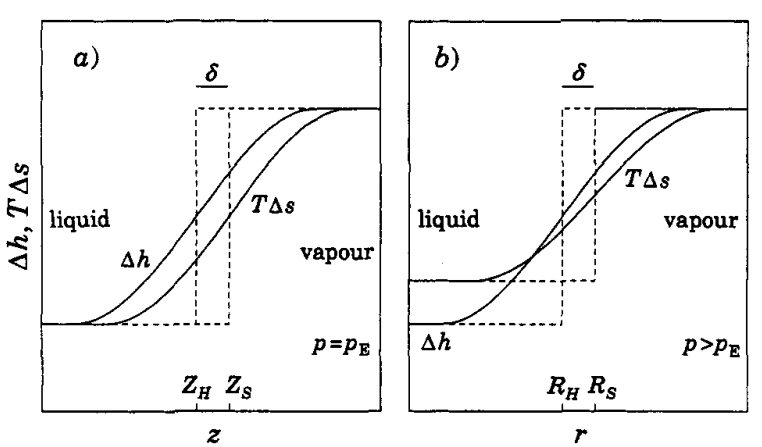 a)
δ
Δh, TΔs
liquid
TΔs
Δh
vapour
p=p_E
Z_H Z_S
z
b)
δ
TΔs
liquid
vapour
Δh
p>p_E
R_H R_S
r